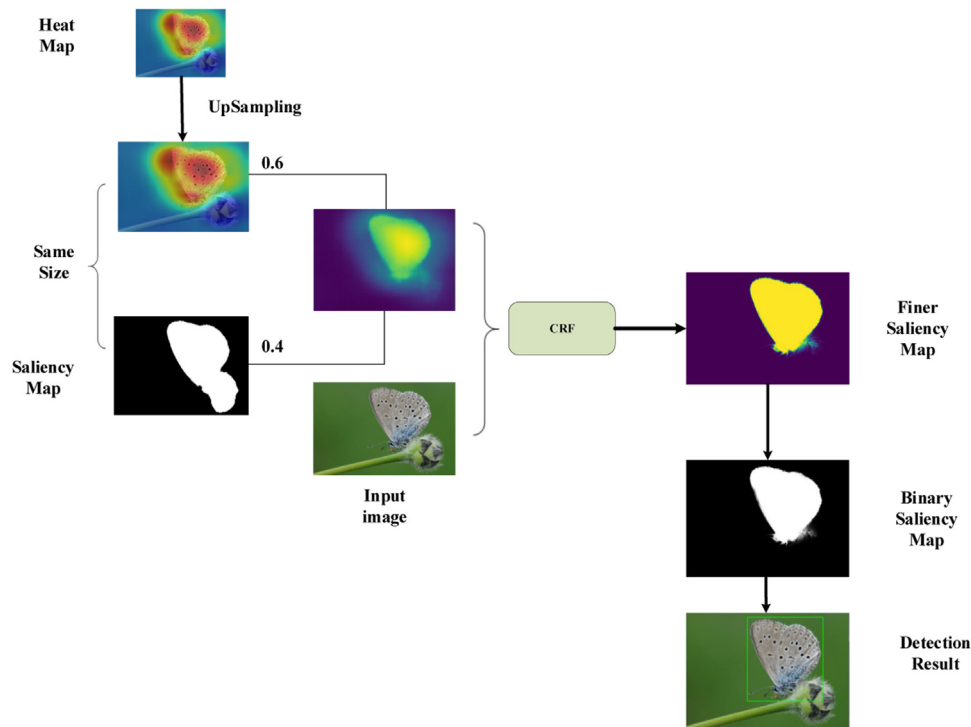 Heat
Map
UpSampling
0.6
Same
Size
0.4
Saliency
Map
Input
image
CRF
Finer
Saliency
Map
Binary
Saliency
Map
Detection
Result